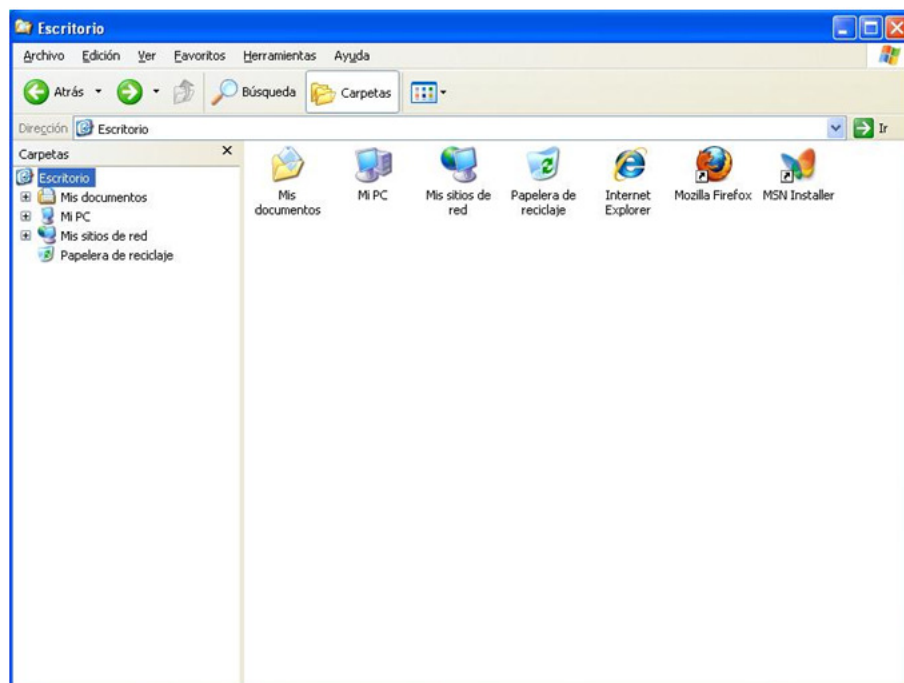 Escritorio
Archivo Edición Ver Favoritos Herramientas Ayuda
Atrás Búsqueda Carpetas
Dirección Escritorio Ir
Carpetas
Escritorio
Mis documentos
Mi PC
Mis sitios de red
Papelera de reciclaje
Mis
documentos
Mi PC
Mis sitios de
red
Papelera de
reciclaje
Internet
Explorer
Mozilla Firefox
MSN Installer